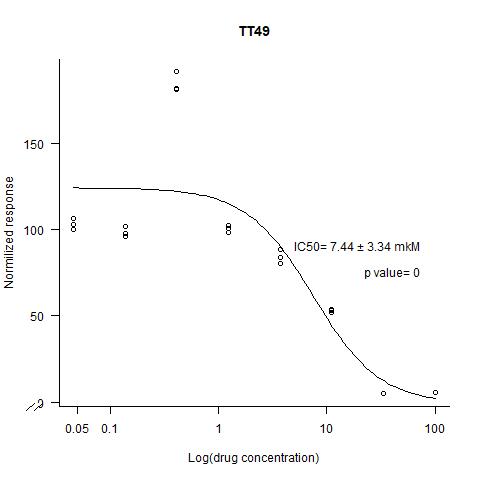 TT49
Normilized response
150
100
50
0
IC50= 7.44 ± 3.34 mkM
p value= 0
0.05 0.1 1 10 100
Log(drug concentration)